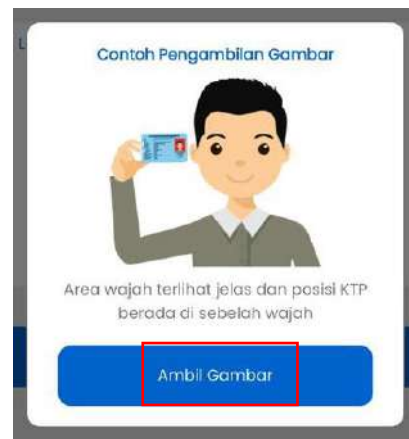 L
Contoh Pengambilan Gambar
Area wajah terlihat jelas dan posisi KTP
berada di sebelah wajah
Ambil Gambar